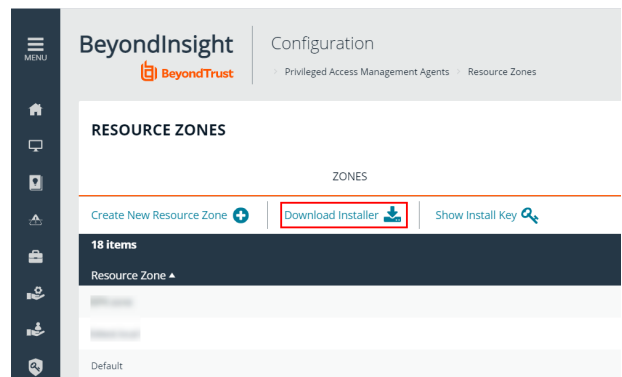 MENU
BeyondInsight
BeyondTrust
Configuration
Privileged Access Management Agents
Resource Zones
RESOURCE ZONES
ZONES
Create New Resource Zone
Download Installer
Show Install Key
18 items
Resource Zone
Default